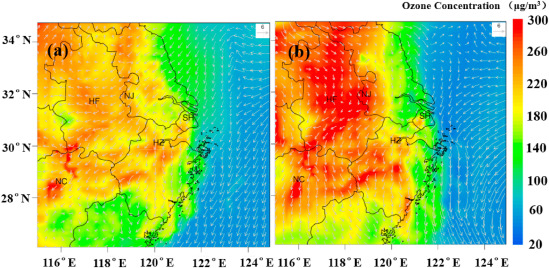 Ozone Concentration （μg/m³）
(a)
(b)
34°N
32°N
30°N
28°N
HF
NJ
SH
HZ
NC
6
NJ
SH
HZ
NC
6
300
260
220
180
140
100
60
20
116°E
118°E
120°E
122°E
124°E
116°E
118°E
120°E
122°E
124°E